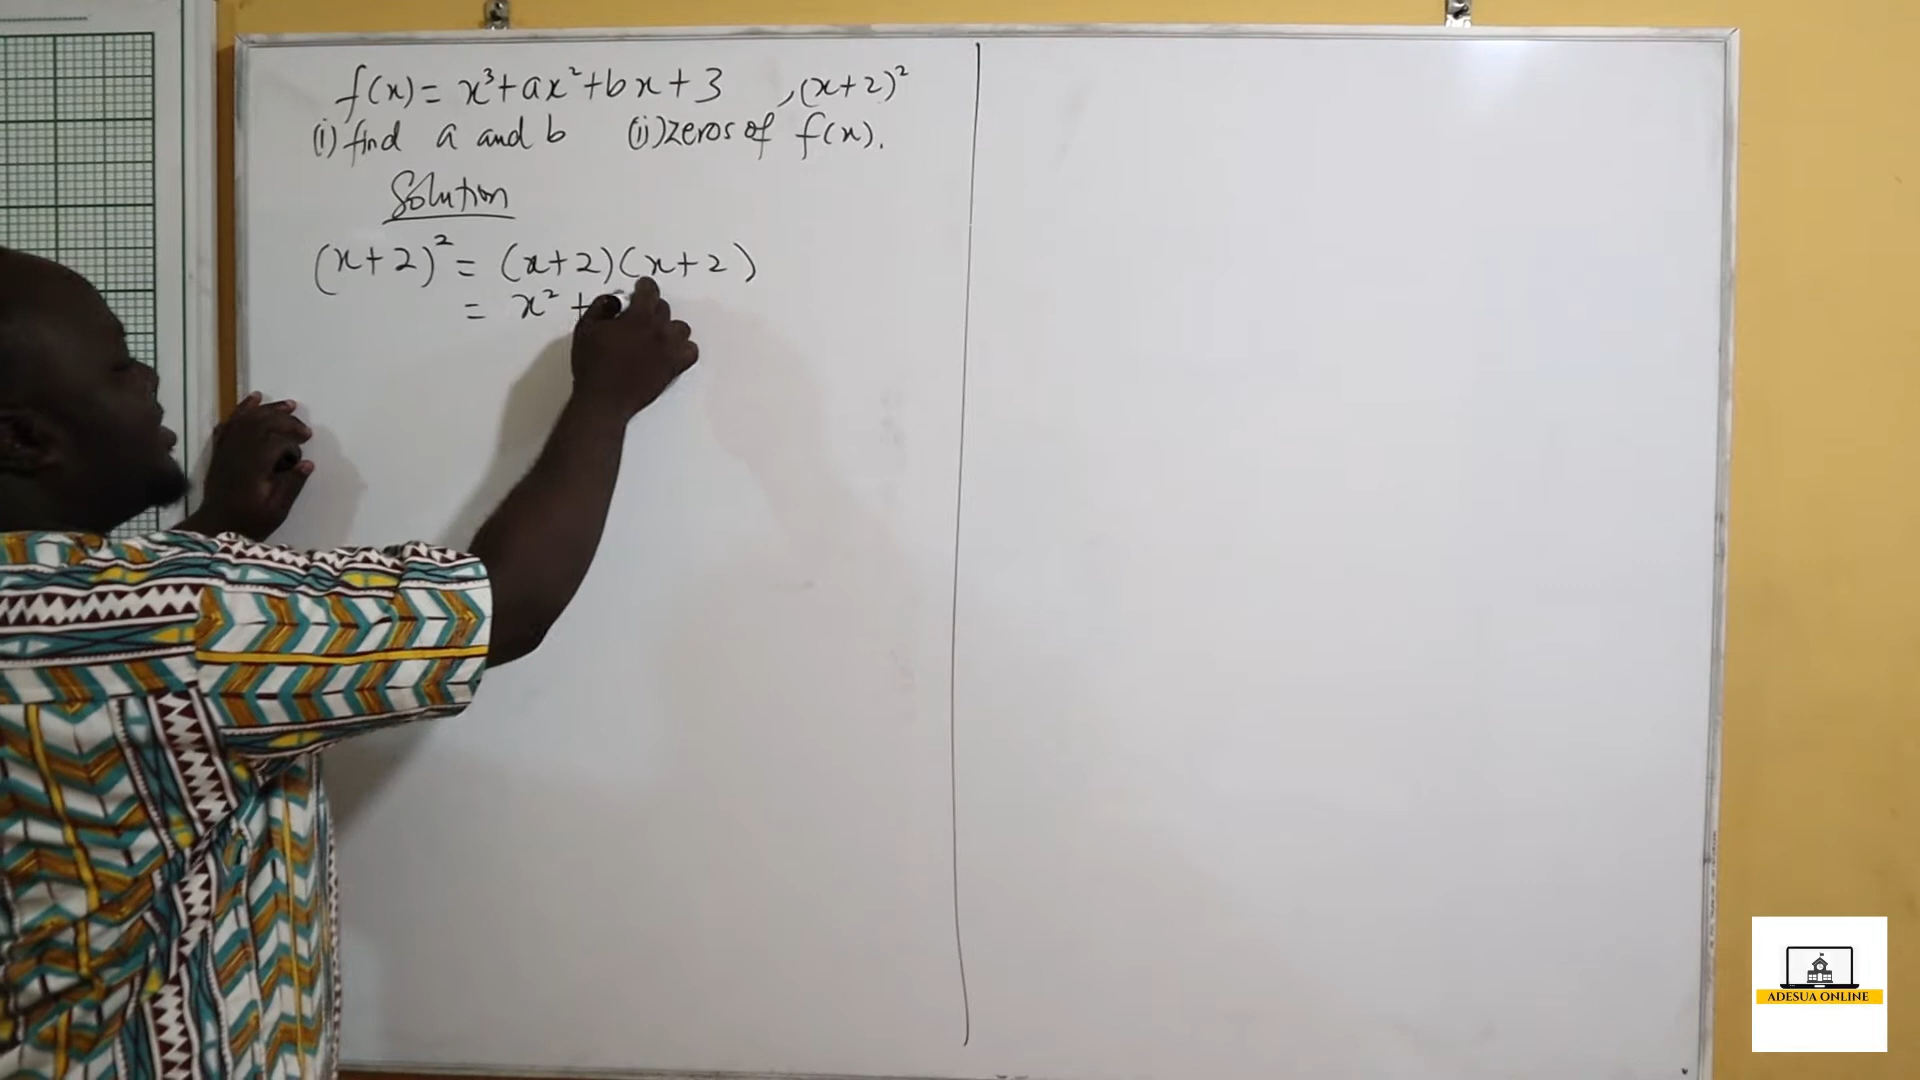 f(x) = x³ + ax² + bx + 3 , (x+2)²
(i) find a and b (ii) zeros of f(x).
Solution
(x+2)² = (x+2)(x+2)
= x² +
ADESUA ONLINE